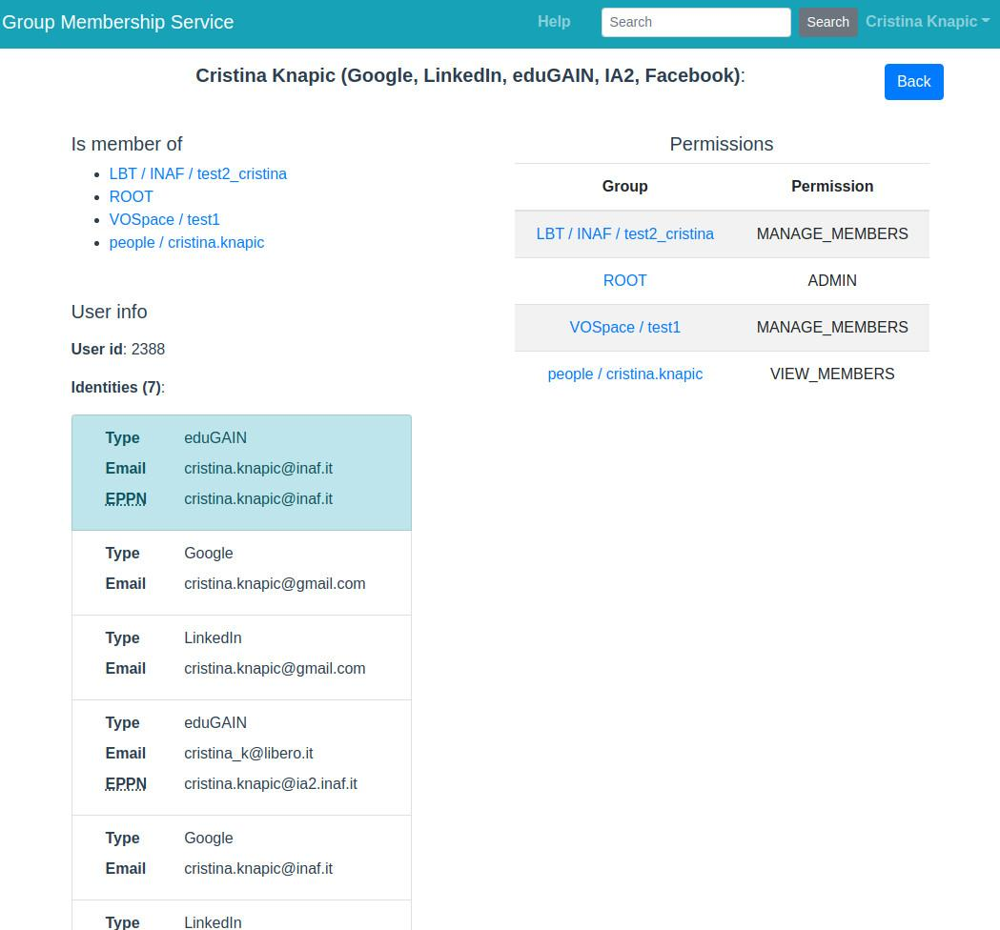 Group Membership Service Help Search Search Cristina Knapic
Cristina Knapic (Google, LinkedIn, eduGAIN, IA2, Facebook): Back
Is member of
LBT / INAF / test2_cristina
ROOT
VOSpace / test1
people / cristina.knapic
Permissions
Group Permission
LBT / INAF / test2_cristina MANAGE_MEMBERS
ROOT ADMIN
VOSpace / test1 MANAGE_MEMBERS
people / cristina.knapic VIEW_MEMBERS
User info
User id: 2388
Identities (7):
Type eduGAIN
Email cristina.knapic@inaf.it
EPPN cristina.knapic@inaf.it
Type Google
Email cristina.knapic@gmail.com
Type LinkedIn
Email cristina.knapic@gmail.com
Type eduGAIN
Email cristina_k@libero.it
EPPN cristina.knapic@ia2.inaf.it
Type Google
Email cristina.knapic@inaf.it
Type LinkedIn